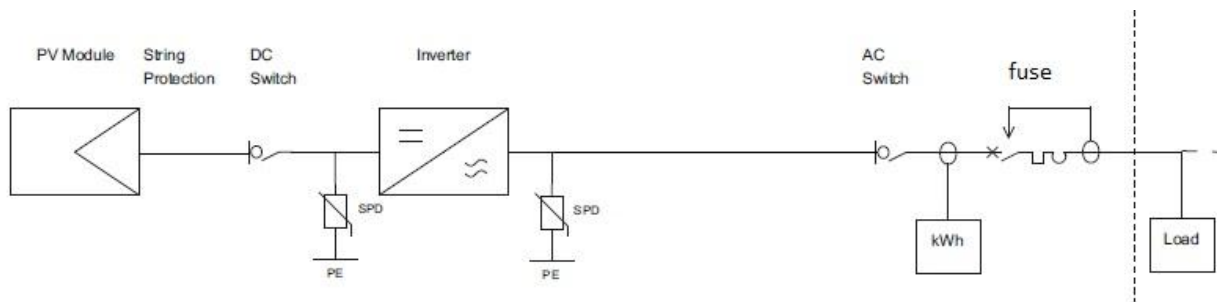 PV Module
String
Protection
DC
Switch
Inverter
AC
Switch
fuse
SPD
SPD
kWh
Load
PE
PE